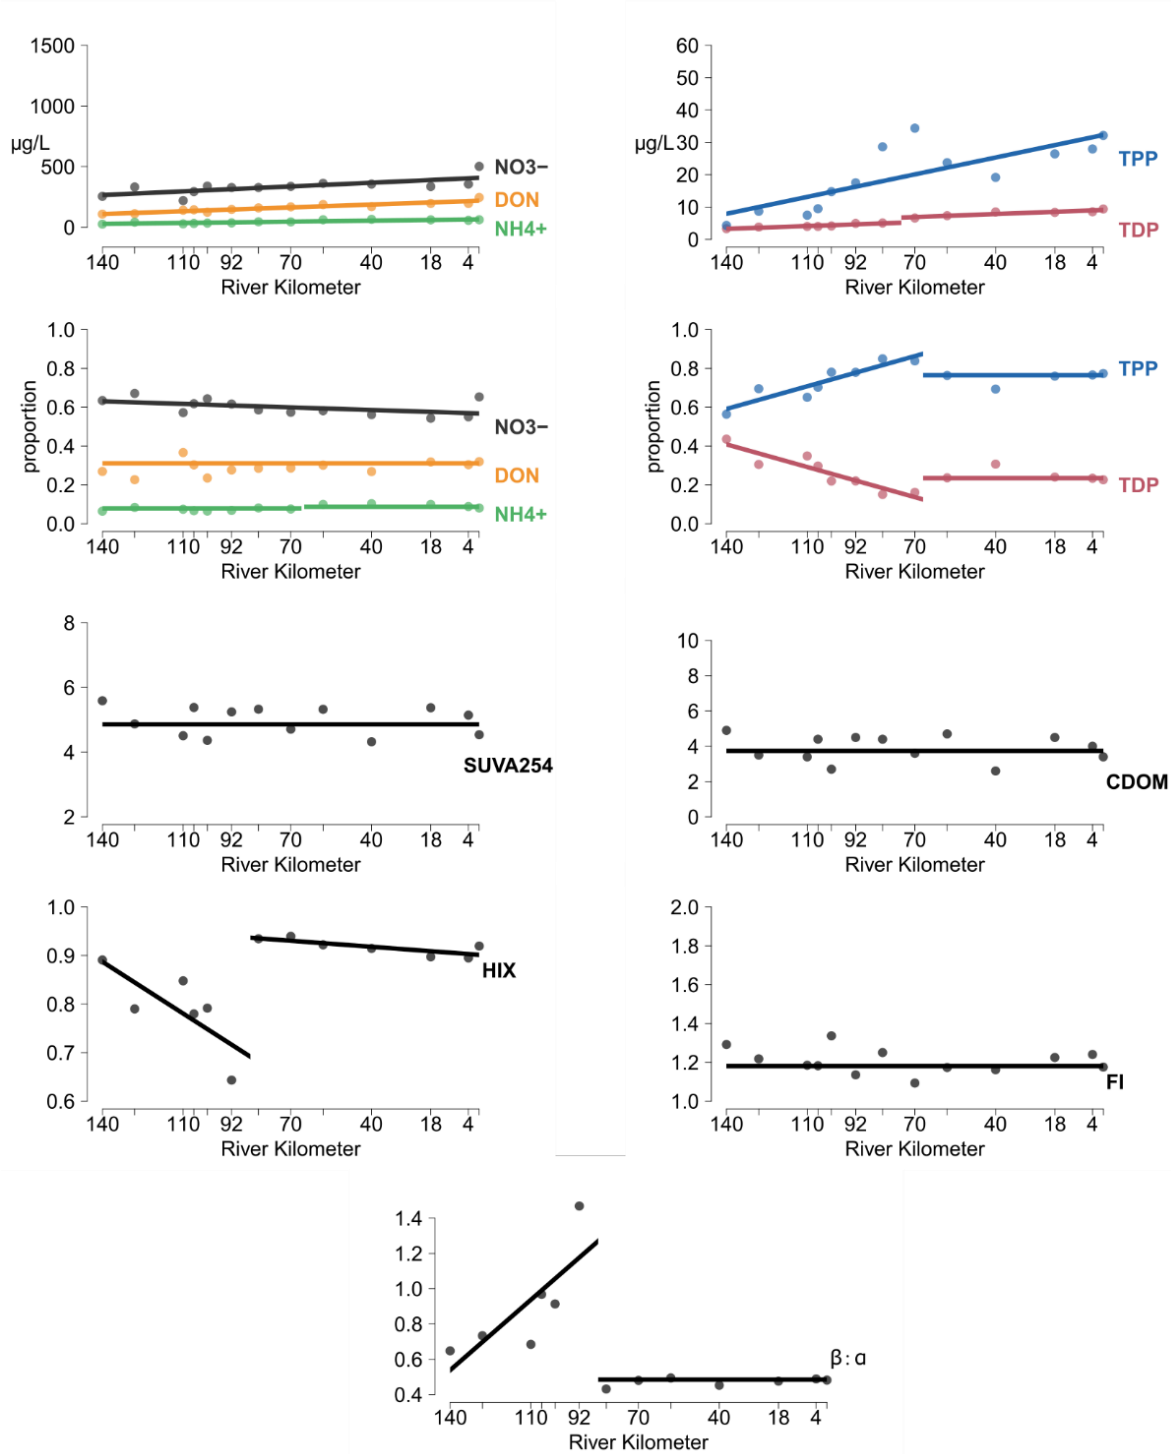 1500
1000
µg/L
500
0
NO3−
DON
NH4+
140 110 92 70 40 18 4
River Kilometer
60
50
40
µg/L 30
20
10
0
TPP
TDP
140 110 92 70 40 18 4
River Kilometer
1.0
0.8
0.6
0.4
0.2
0.0
proportion
NO3−
DON
NH4+
140 110 92 70 40 18 4
River Kilometer
1.0
0.8
0.6
0.4
0.2
0.0
proportion
TPP
TDP
140 110 92 70 40 18 4
River Kilometer
8
6
4
2
SUVA254
140 110 92 70 40 18 4
River Kilometer
10
8
6
4
2
0
CDOM
140 110 92 70 40 18 4
River Kilometer
1.0
0.9
0.8
0.7
0.6
HIX
140 110 92 70 40 18 4
River Kilometer
2.0
1.8
1.6
1.4
1.2
1.0
FI
140 110 92 70 40 18 4
River Kilometer
1.4
1.2
1.0
0.8
0.6
0.4
β:α
140 110 92 70 40 18 4
River Kilometer